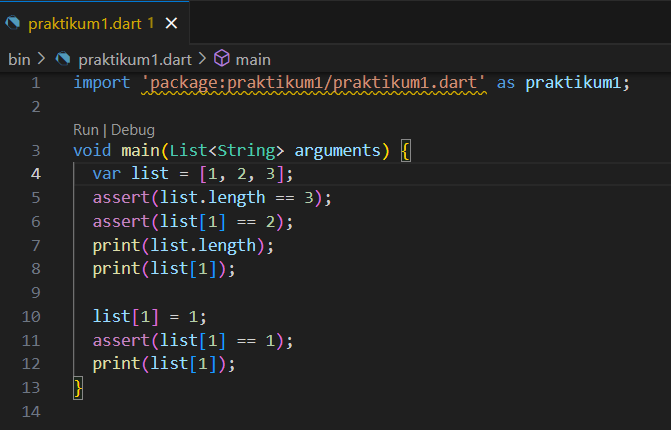 praktikum1.dart 1
bin > praktikum1.dart > main
1 import 'package:praktikum1/praktikum1.dart' as praktikum1;
2
Run | Debug
3 void main(List<String> arguments) {
4 var list = [1, 2, 3];
5 assert(list.length == 3);
6 assert(list[1] == 2);
7 print(list.length);
8 print(list[1]);
9
10 list[1] = 1;
11 assert(list[1] == 1);
12 print(list[1]);
13 }
14